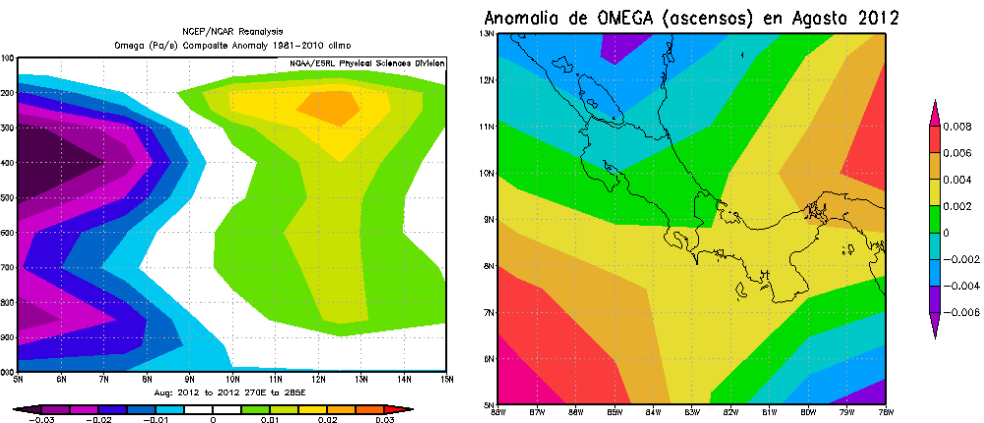 NCEP/NCAR Reanalysis
Omega (Pa/s) Composite Anomaly 1981-2010 climo
NOAA/ESRL Physical Sciences Division
100
200
300
400
500
600
700
800
900
000
5N 6N 7N 8N 9N 10N 11N 12N 13N 14N 15N
Aug: 2012 to 2012 270E to 285E
-0.03 -0.02 -0.01 0 0.01 0.02 0.03
Anomalia de OMEGA (ascensos) en Agosto 2012
13N
12N
11N
10N
9N
8N
7N
6N
5N
88W 87W 86W 85W 84W 83W 82W 81W 80W 79W 78W
0.008
0.006
0.004
0.002
0
-0.002
-0.004
-0.006